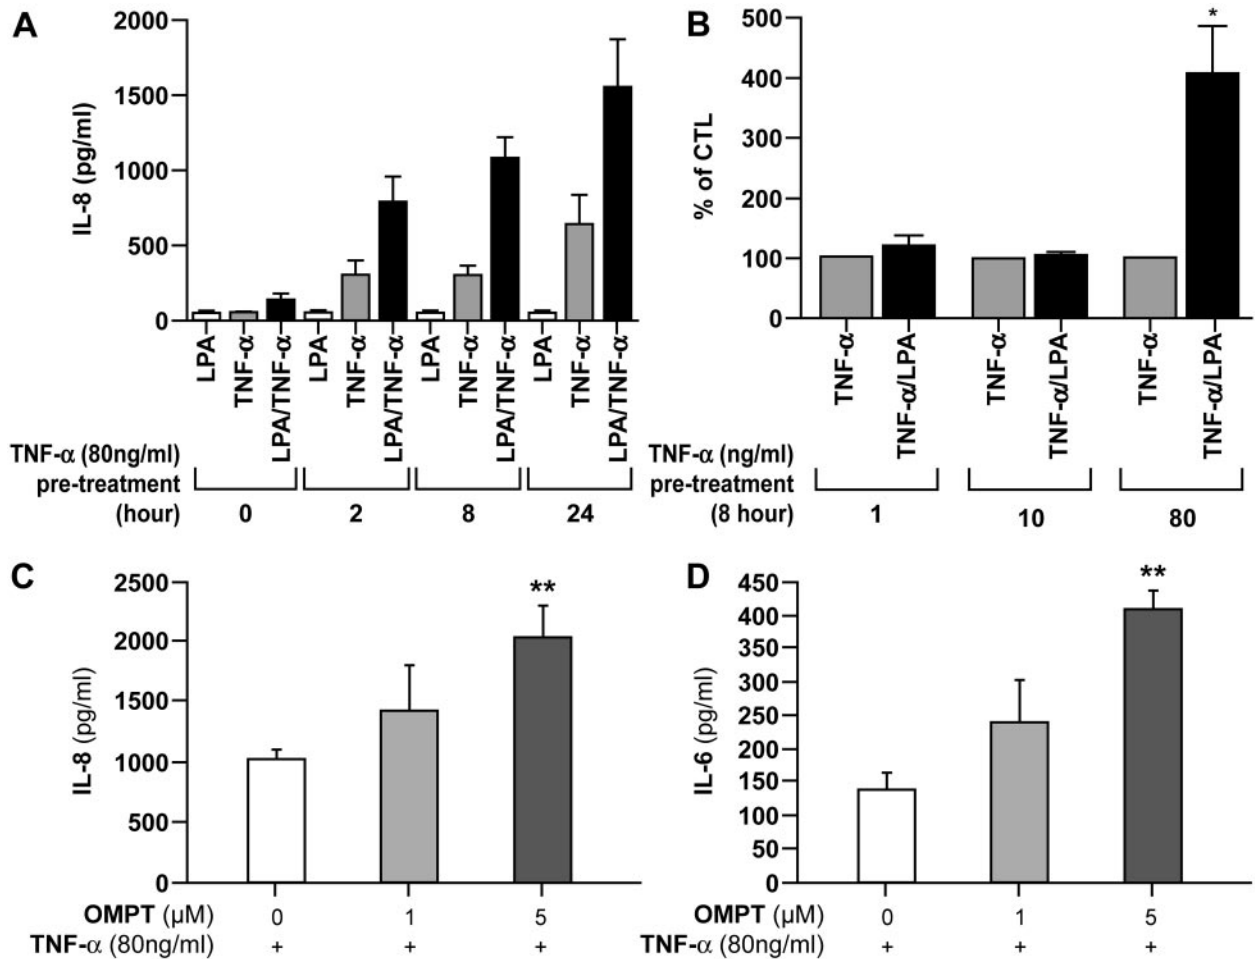 A
IL-8 (pg/ml)
2000
1500
1000
500
0
LPA
TNF-α
LPA/TNF-α
LPA
TNF-α
LPA/TNF-α
LPA
TNF-α
LPA/TNF-α
LPA
TNF-α
LPA/TNF-α
TNF-α (80ng/ml)
pre-treatment
(hour) 0 2 8 24
B
*
% of CTL
500
400
300
200
100
0
TNF-α
TNF-α/LPA
TNF-α
TNF-α/LPA
TNF-α
TNF-α/LPA
TNF-α (ng/ml)
pre-treatment
(8 hour) 1 10 80
C
**
IL-8 (pg/ml)
2500
2000
1500
1000
500
0
OMPT (µM) 0 1 5
TNF-α (80ng/ml) + + +
D
**
IL-6 (pg/ml)
450
400
350
300
250
200
150
100
50
0
OMPT (µM) 0 1 5
TNF-α (80ng/ml) + + +